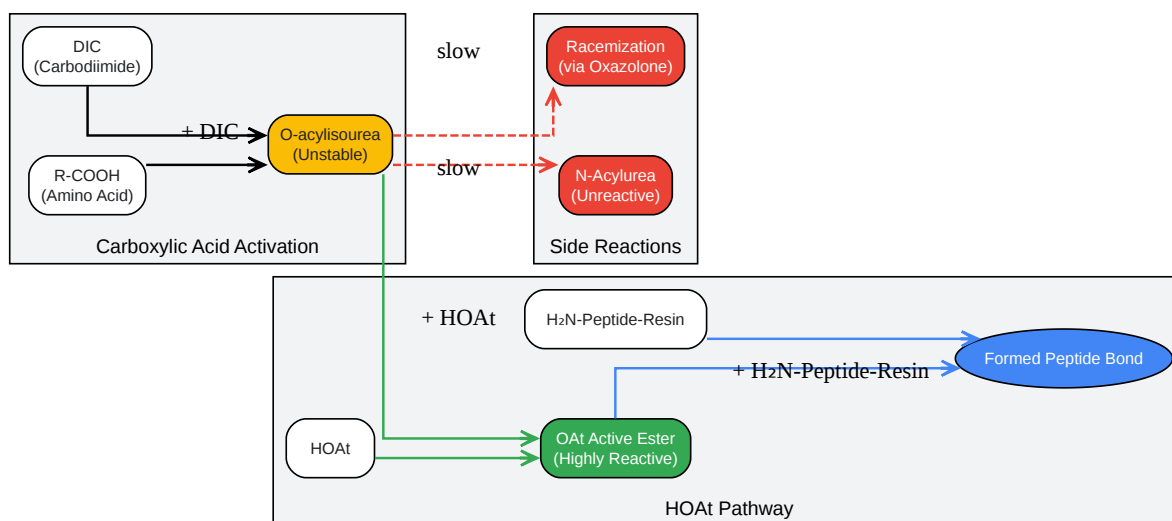 DIC
(Carbodiimide)
+ DIC
R-COOH
(Amino Acid)
O-acylisourea
(Unstable)
Carboxylic Acid Activation
slow
slow
Racemization
(via Oxazolone)
N-Acylurea
(Unreactive)
Side Reactions
+ HOAt
H₂N-Peptide-Resin
+ H₂N-Peptide-Resin
Formed Peptide Bond
HOAt
OAt Active Ester
(Highly Reactive)
HOAt Pathway